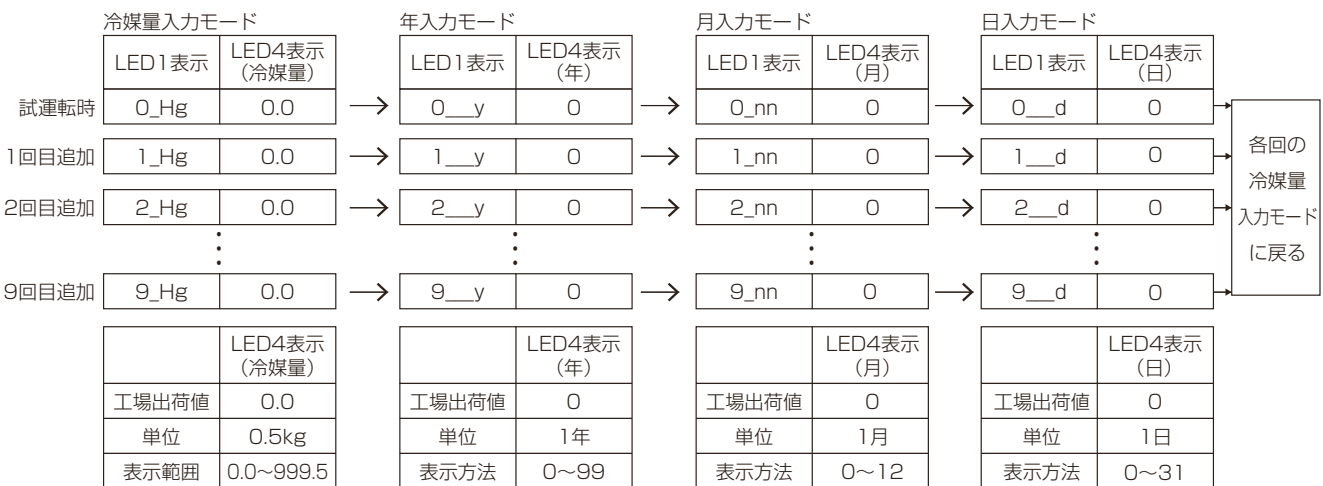 冷媒量入力モード 年入力モード 月入力モード 日入力モード
LED1表示 LED4表示 LED1表示 LED4表示 LED1表示 LED4表示 LED1表示 LED4表示
(冷媒量) (年) (月) (日)
試運転時 0_Hg 0.0 → 0__y 0 → 0_nn 0 → 0__d 0
1回目追加 1_Hg 0.0 → 1__y 0 → 1_nn 0 → 1__d 0
2回目追加 2_Hg 0.0 → 2__y 0 → 2_nn 0 → 2__d 0
9回目追加 9_Hg 0.0 → 9__y 0 → 9_nn 0 → 9__d 0
各回の
冷媒量
入力モード
に戻る
LED4表示 LED4表示 LED4表示 LED4表示
(冷媒量) (年) (月) (日)
工場出荷値 0.0 工場出荷値 0 工場出荷値 0 工場出荷値 0
単位 0.5kg 単位 1年 単位 1月 単位 1日
表示範囲 0.0〜999.5 表示方法 0〜99 表示方法 0〜12 表示方法 0〜31